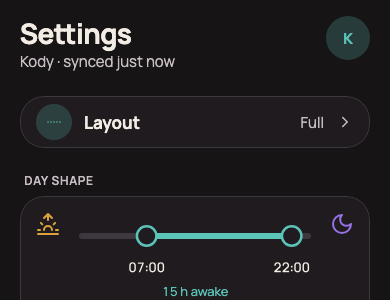 Settings
K
Kody · synced just now
Layout
Full
DAY SHAPE
07:00
22:00
15 h awake